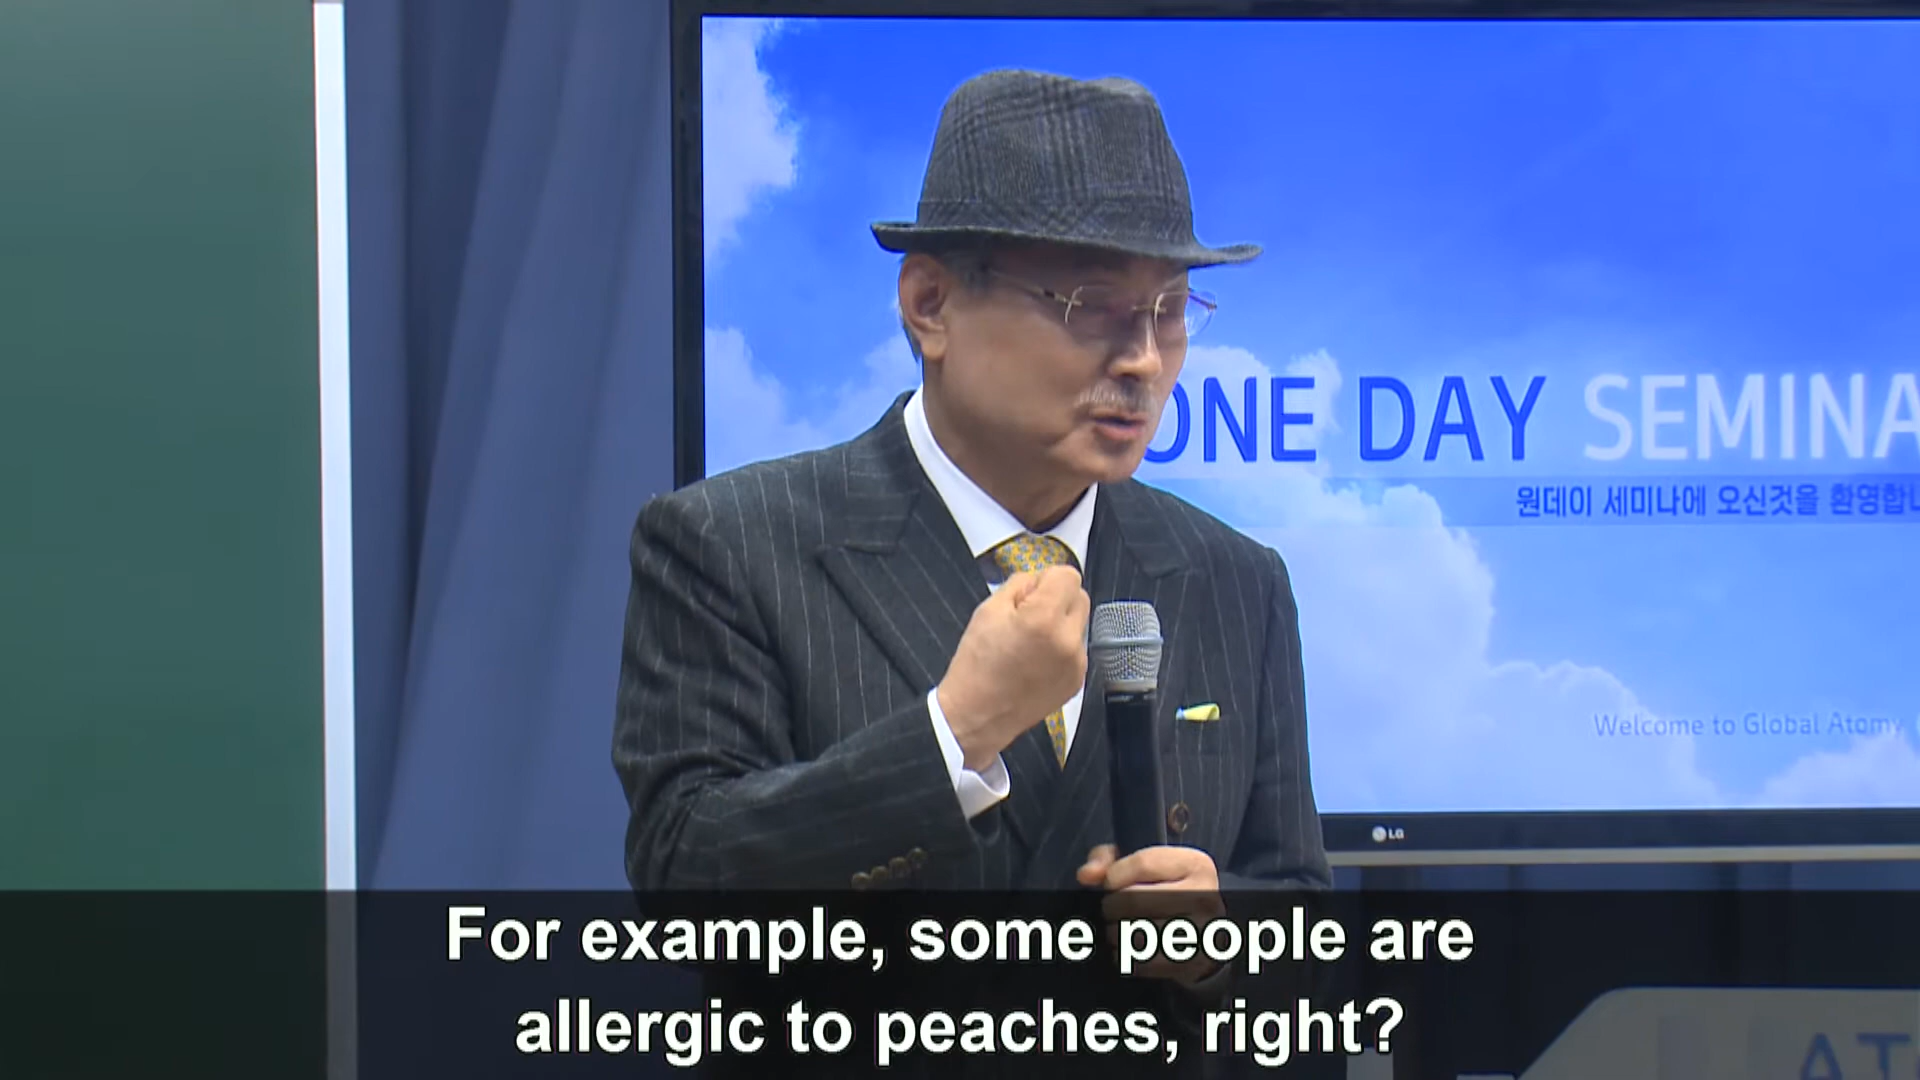 ONE DAY SEMINA
원데이 세미나에 오신것을 환영합니
Welcome to Global Atomy
LG
For example, some people are
allergic to peaches, right?